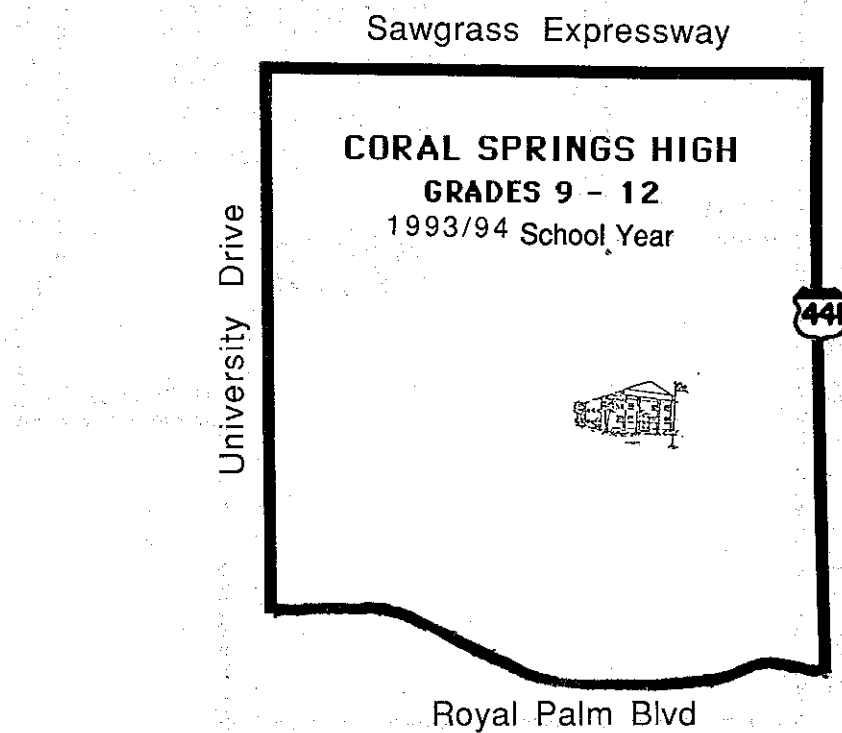 Sawgrass Expressway
CORAL SPRINGS HIGH
GRADES 9 - 12
1993/94 School Year
University Drive
441
Royal Palm Blvd